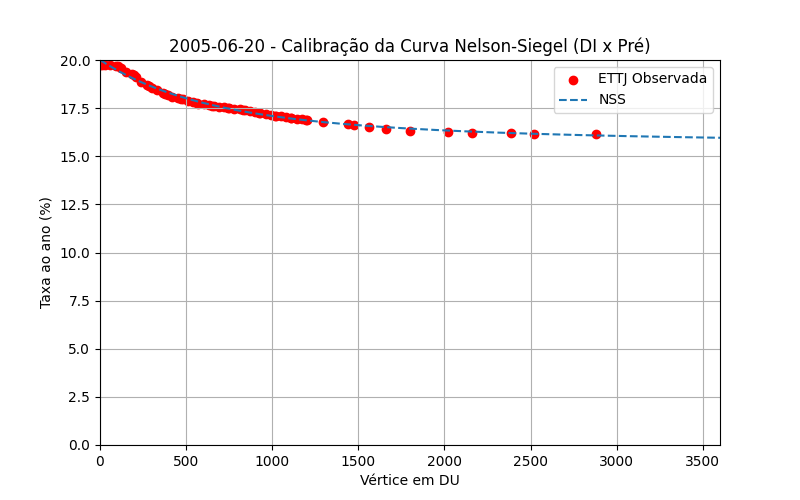 2005-06-20 - Calibração da Curva Nelson-Siegel (DI x Pré)
ETTJ Observada
NSS
Taxa ao ano (%)
20.0
17.5
15.0
12.5
10.0
7.5
5.0
2.5
0.0
0 500 1000 1500 2000 2500 3000 3500
Vértice em DU